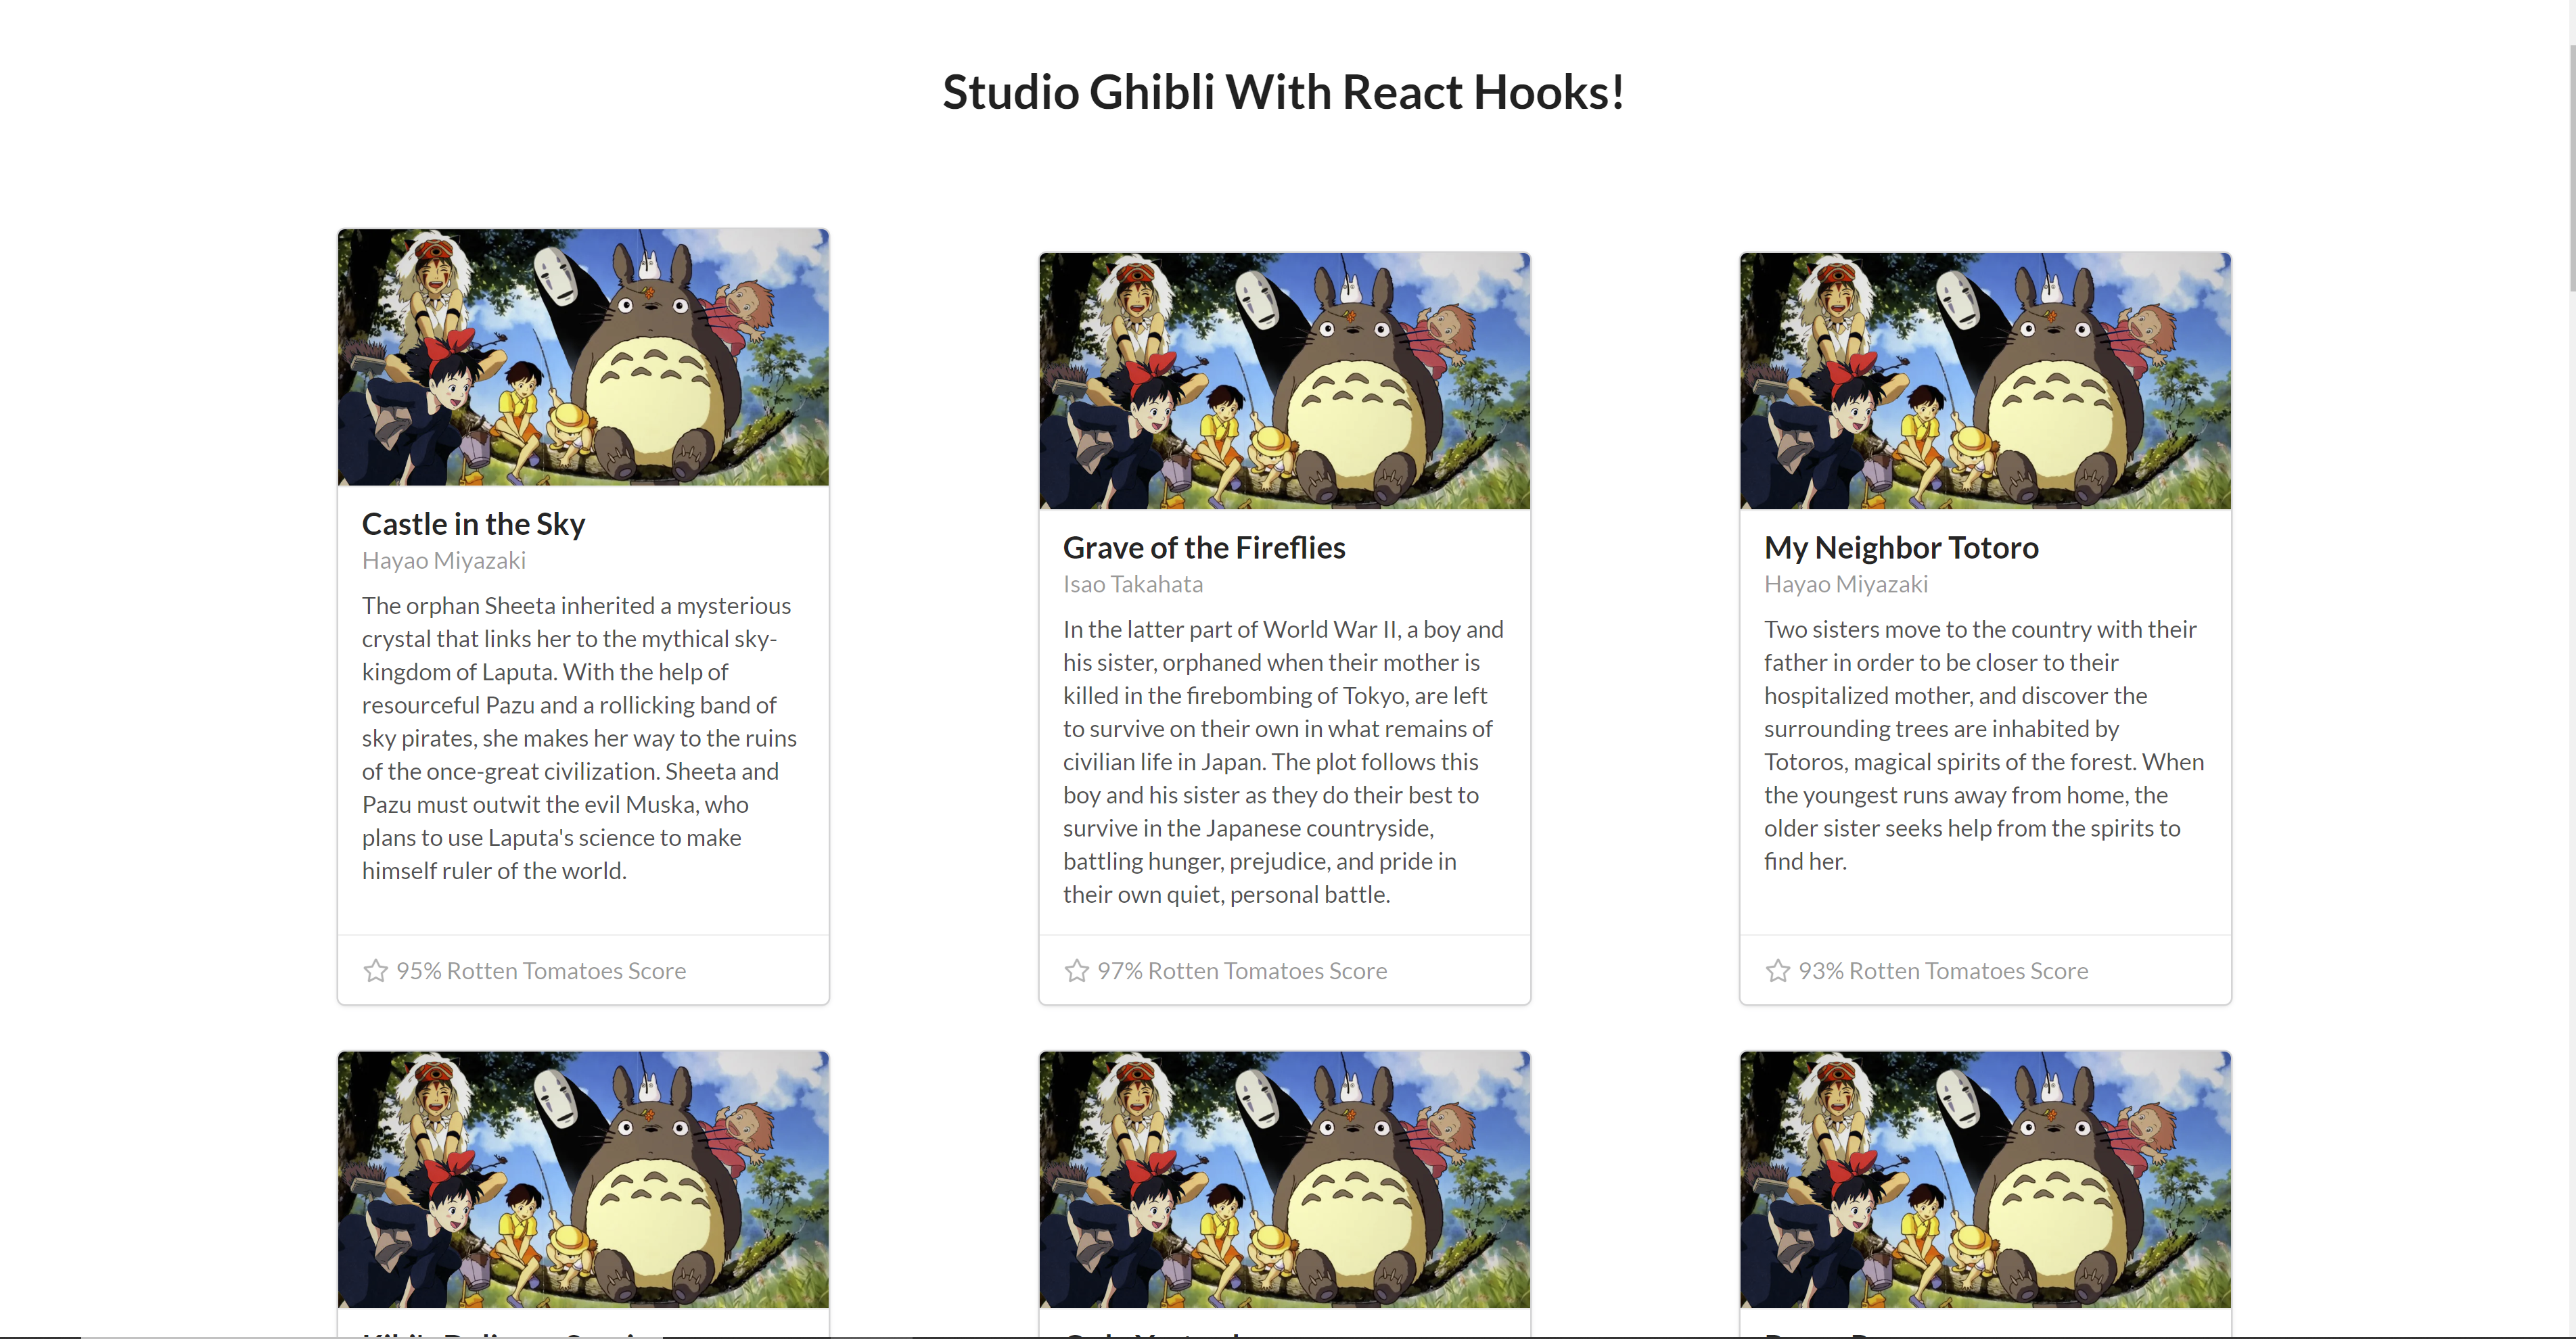 Studio Ghibli With React Hooks!
Castle in the Sky
Hayao Miyazaki
The orphan Sheeta inherited a mysterious
crystal that links her to the mythical sky-
kingdom of Laputa. With the help of
resourceful Pazu and a rollicking band of
sky pirates, she makes her way to the ruins
of the once-great civilization. Sheeta and
Pazu must outwit the evil Muska, who
plans to use Laputa's science to make
himself ruler of the world.
95% Rotten Tomatoes Score
Grave of the Fireflies
Isao Takahata
In the latter part of World War II, a boy and
his sister, orphaned when their mother is
killed in the firebombing of Tokyo, are left
to survive on their own in what remains of
civilian life in Japan. The plot follows this
boy and his sister as they do their best to
survive in the Japanese countryside,
battling hunger, prejudice, and pride in
their own quiet, personal battle.
97% Rotten Tomatoes Score
My Neighbor Totoro
Hayao Miyazaki
Two sisters move to the country with their
father in order to be closer to their
hospitalized mother, and discover the
surrounding trees are inhabited by
Totoros, magical spirits of the forest. When
the youngest runs away from home, the
older sister seeks help from the spirits to
find her.
93% Rotten Tomatoes Score